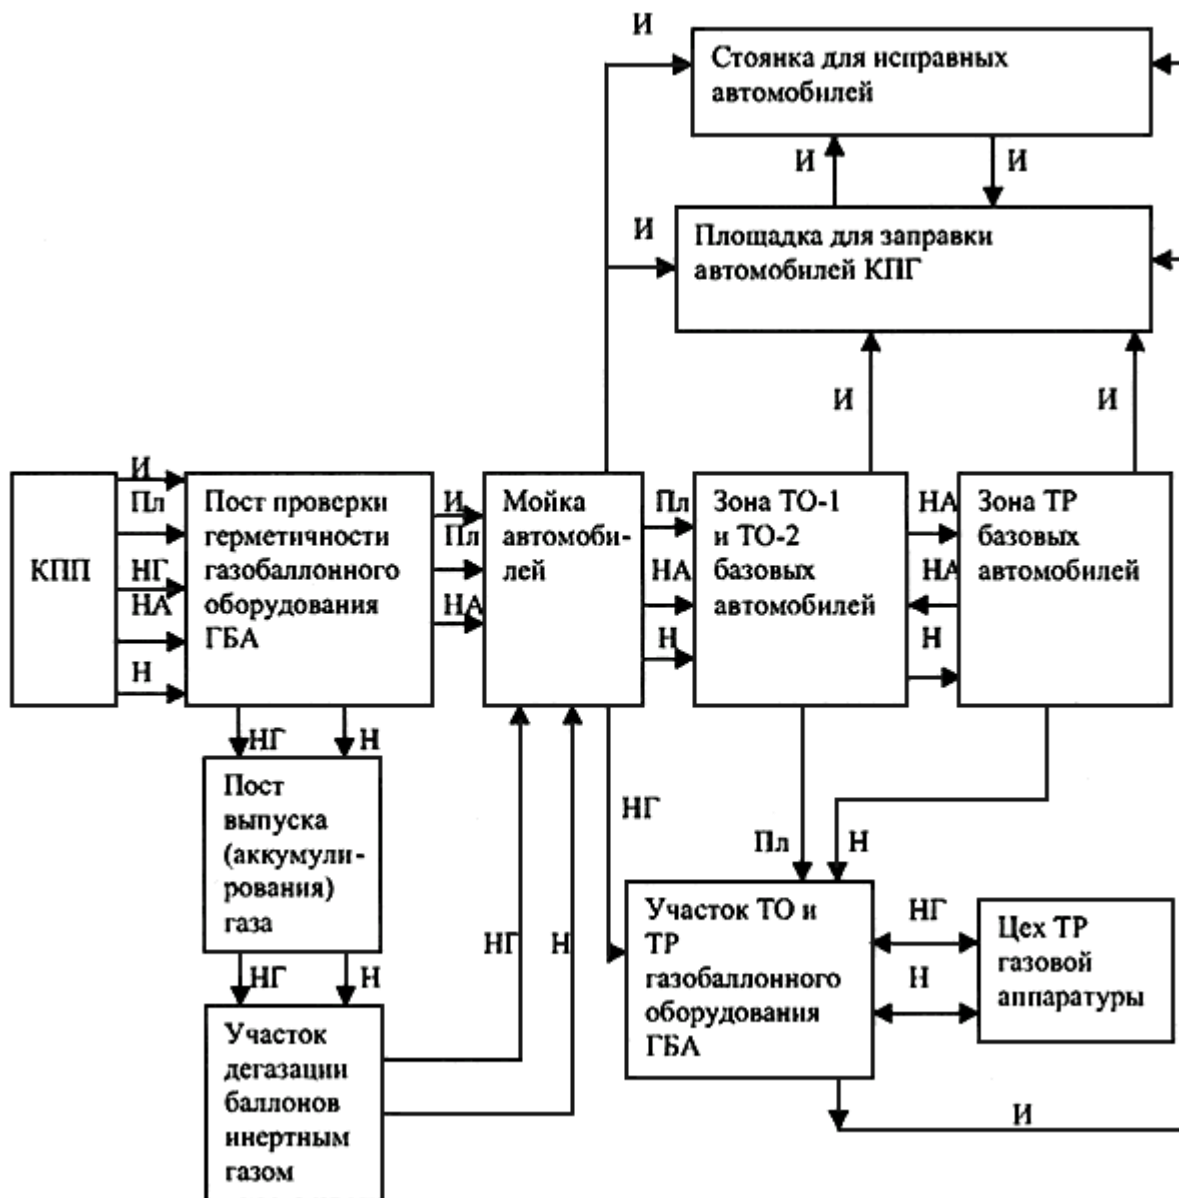 И
Стоянка для исправных
автомобилей
И
И
И
Площадка для заправки
автомобилей КПГ
И
И
КПП
И
Пл
НГ
НА
Н
Пост проверки
герметичности
газобаллонного
оборудования
ГБА
И
Пл
НА
Мойка
автомоби-
лей
Пл
НА
Н
Зона ТО-1
и ТО-2
базовых
автомобилей
НА
НА
Н
Зона ТР
базовых
автомобилей
НГ
Н
Пост
выпуска
(аккумули-
рования)
газа
НГ
Н
Участок
дегазации
баллонов
инертным
газом
НГ
Н
НГ
Пл
Н
Участок ТО и
ТР
газобаллонного
оборудования
ГБА
НГ
Н
Цех ТР
газовой
аппаратуры
И